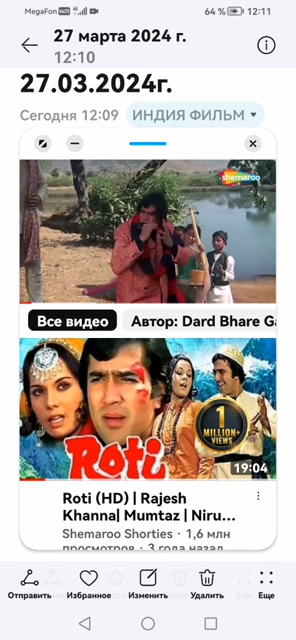 MegaFon VoLTE 64 % 12:11
27 марта 2024 г.
12:10
27.03.2024г.
Сегодня 12:09 ИНДИЯ ФИЛЬМ
shemaroo
Все видео Автор: Dard Bhare Ga
Roti
1
MILLION+
VIEWS
19:04
Roti (HD) | Rajesh
Khanna| Mumtaz | Niru...
Shemaroo Shorties · 1,6 млн
просмотров · 3 года назад
Отправить Избранное Изменить Удалить Еще